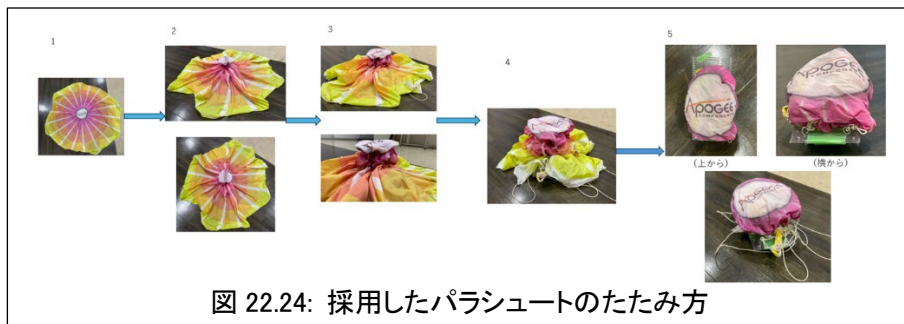 1
2
3
4
5
APOGEE
COMPONENTS
APOGEE
COMPONENTS
(上から)
(横から)
図 22.24: 採用したパラシュートのたたみ方